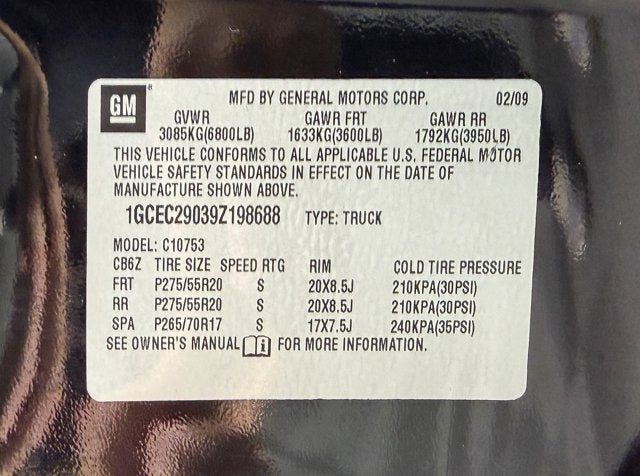 GM ®
MFD BY GENERAL MOTORS CORP. 02/09
GVWR GAWR FRT GAWR RR
3085KG(6800LB) 1633KG(3600LB) 1792KG(3950LB)
THIS VEHICLE CONFORMS TO ALL APPLICABLE U.S. FEDERAL MOTOR
VEHICLE SAFETY STANDARDS IN EFFECT ON THE DATE OF
MANUFACTURE SHOWN ABOVE.
1GCEC29039Z198688 TYPE: TRUCK
MODEL: C10753
CB6Z TIRE SIZE SPEED RTG RIM COLD TIRE PRESSURE
FRT P275/55R20 S 20X8.5J 210KPA(30PSI)
RR P275/55R20 S 20X8.5J 210KPA(30PSI)
SPA P265/70R17 S 17X7.5J 240KPA(35PSI)
SEE OWNER'S MANUAL i FOR MORE INFORMATION.